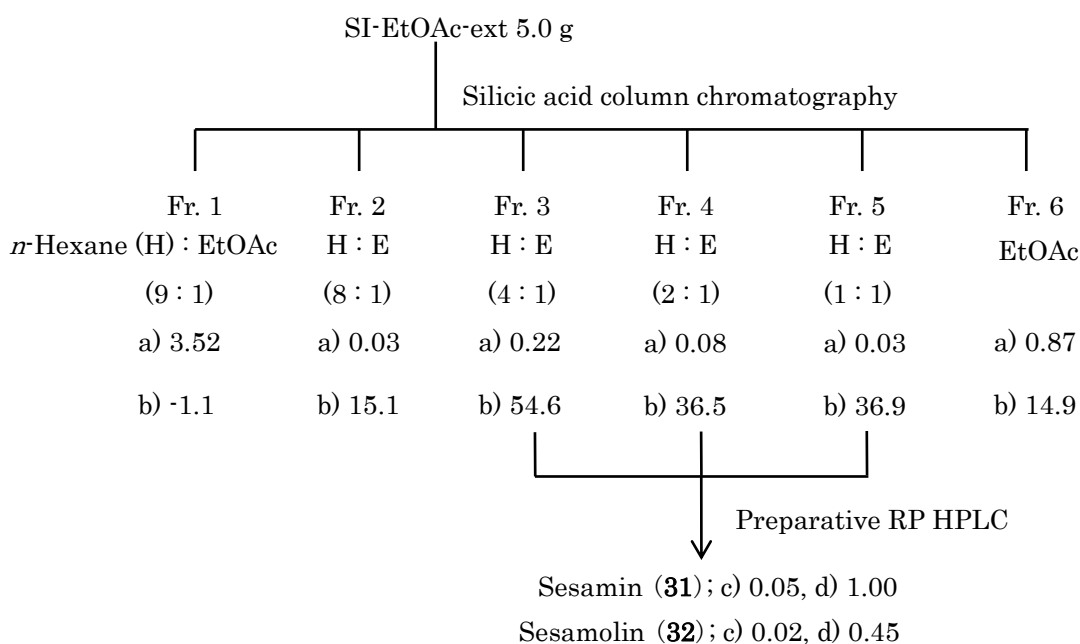 SI-EtOAc-ext 5.0 g
Silicic acid column chromatography
Fr. 1 Fr. 2 Fr. 3 Fr. 4 Fr. 5 Fr. 6
n-Hexane (H) : EtOAc H : E H : E H : E H : E EtOAc
(9 : 1) (8 : 1) (4 : 1) (2 : 1) (1 : 1)
a) 3.52 a) 0.03 a) 0.22 a) 0.08 a) 0.03 a) 0.87
b) -1.1 b) 15.1 b) 54.6 b) 36.5 b) 36.9 b) 14.9
Preparative RP HPLC
Sesamin (31) ; c) 0.05, d) 1.00
Sesamolin (32) ; c) 0.02, d) 0.45